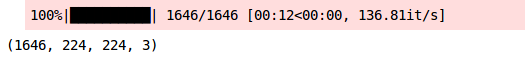 100%|██████████| 1646/1646 [00:12<00:00, 136.81it/s]
(1646, 224, 224, 3)